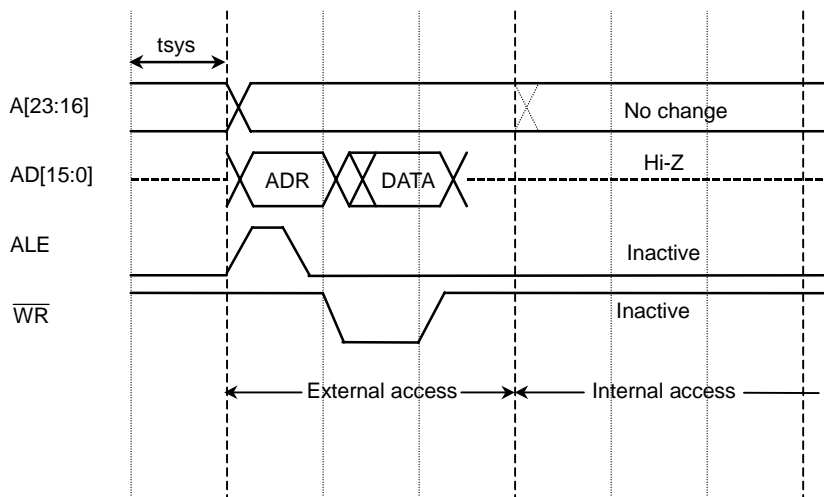 tsys
A[23:16]
No change
AD[15:0]
ADR
DATA
Hi-Z
ALE
Inactive
WR
Inactive
External access
Internal access